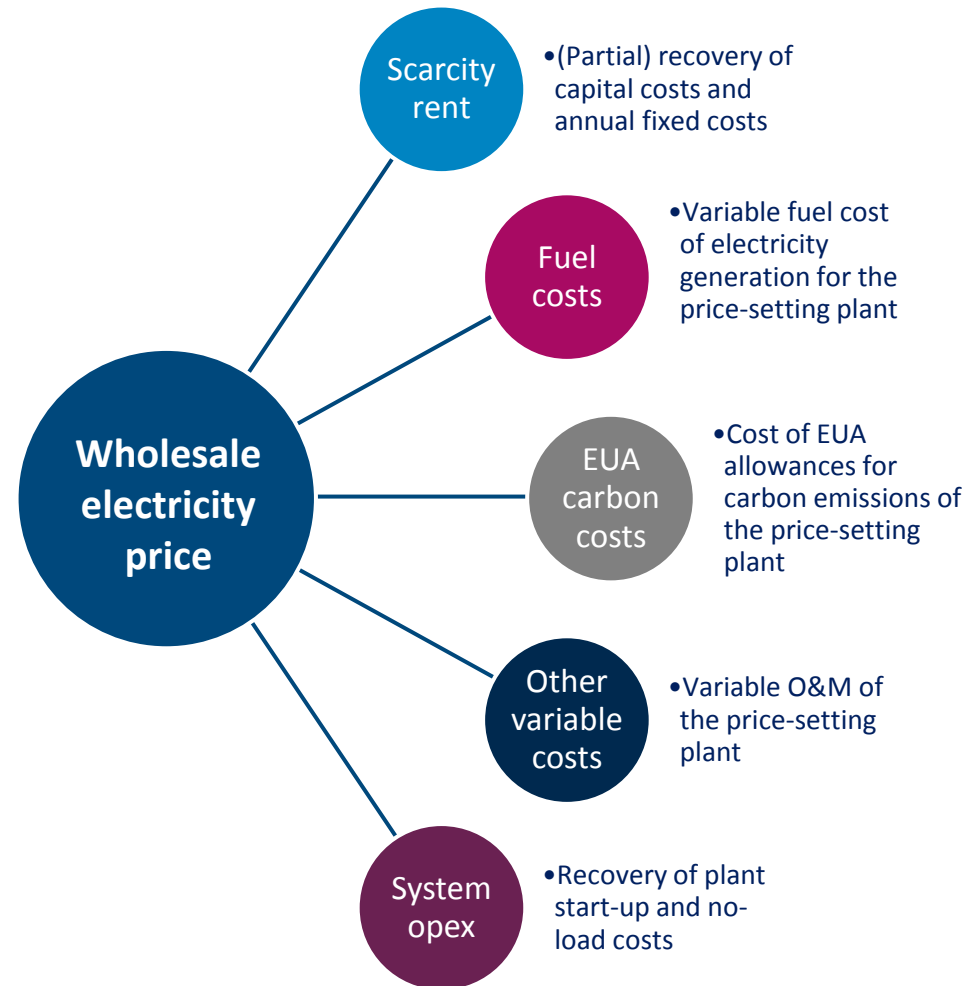 Scarcity
rent
•(Partial) recovery of
capital costs and
annual fixed costs
Fuel
costs
•Variable fuel cost
of electricity
generation for the
price-setting plant
Wholesale
electricity
price
EUA
carbon
costs
•Cost of EUA
allowances for
carbon emissions of
the price-setting
plant
Other
variable
costs
•Variable O&M of
the price-setting
plant
System
opex
•Recovery of plant
start-up and no-
load costs